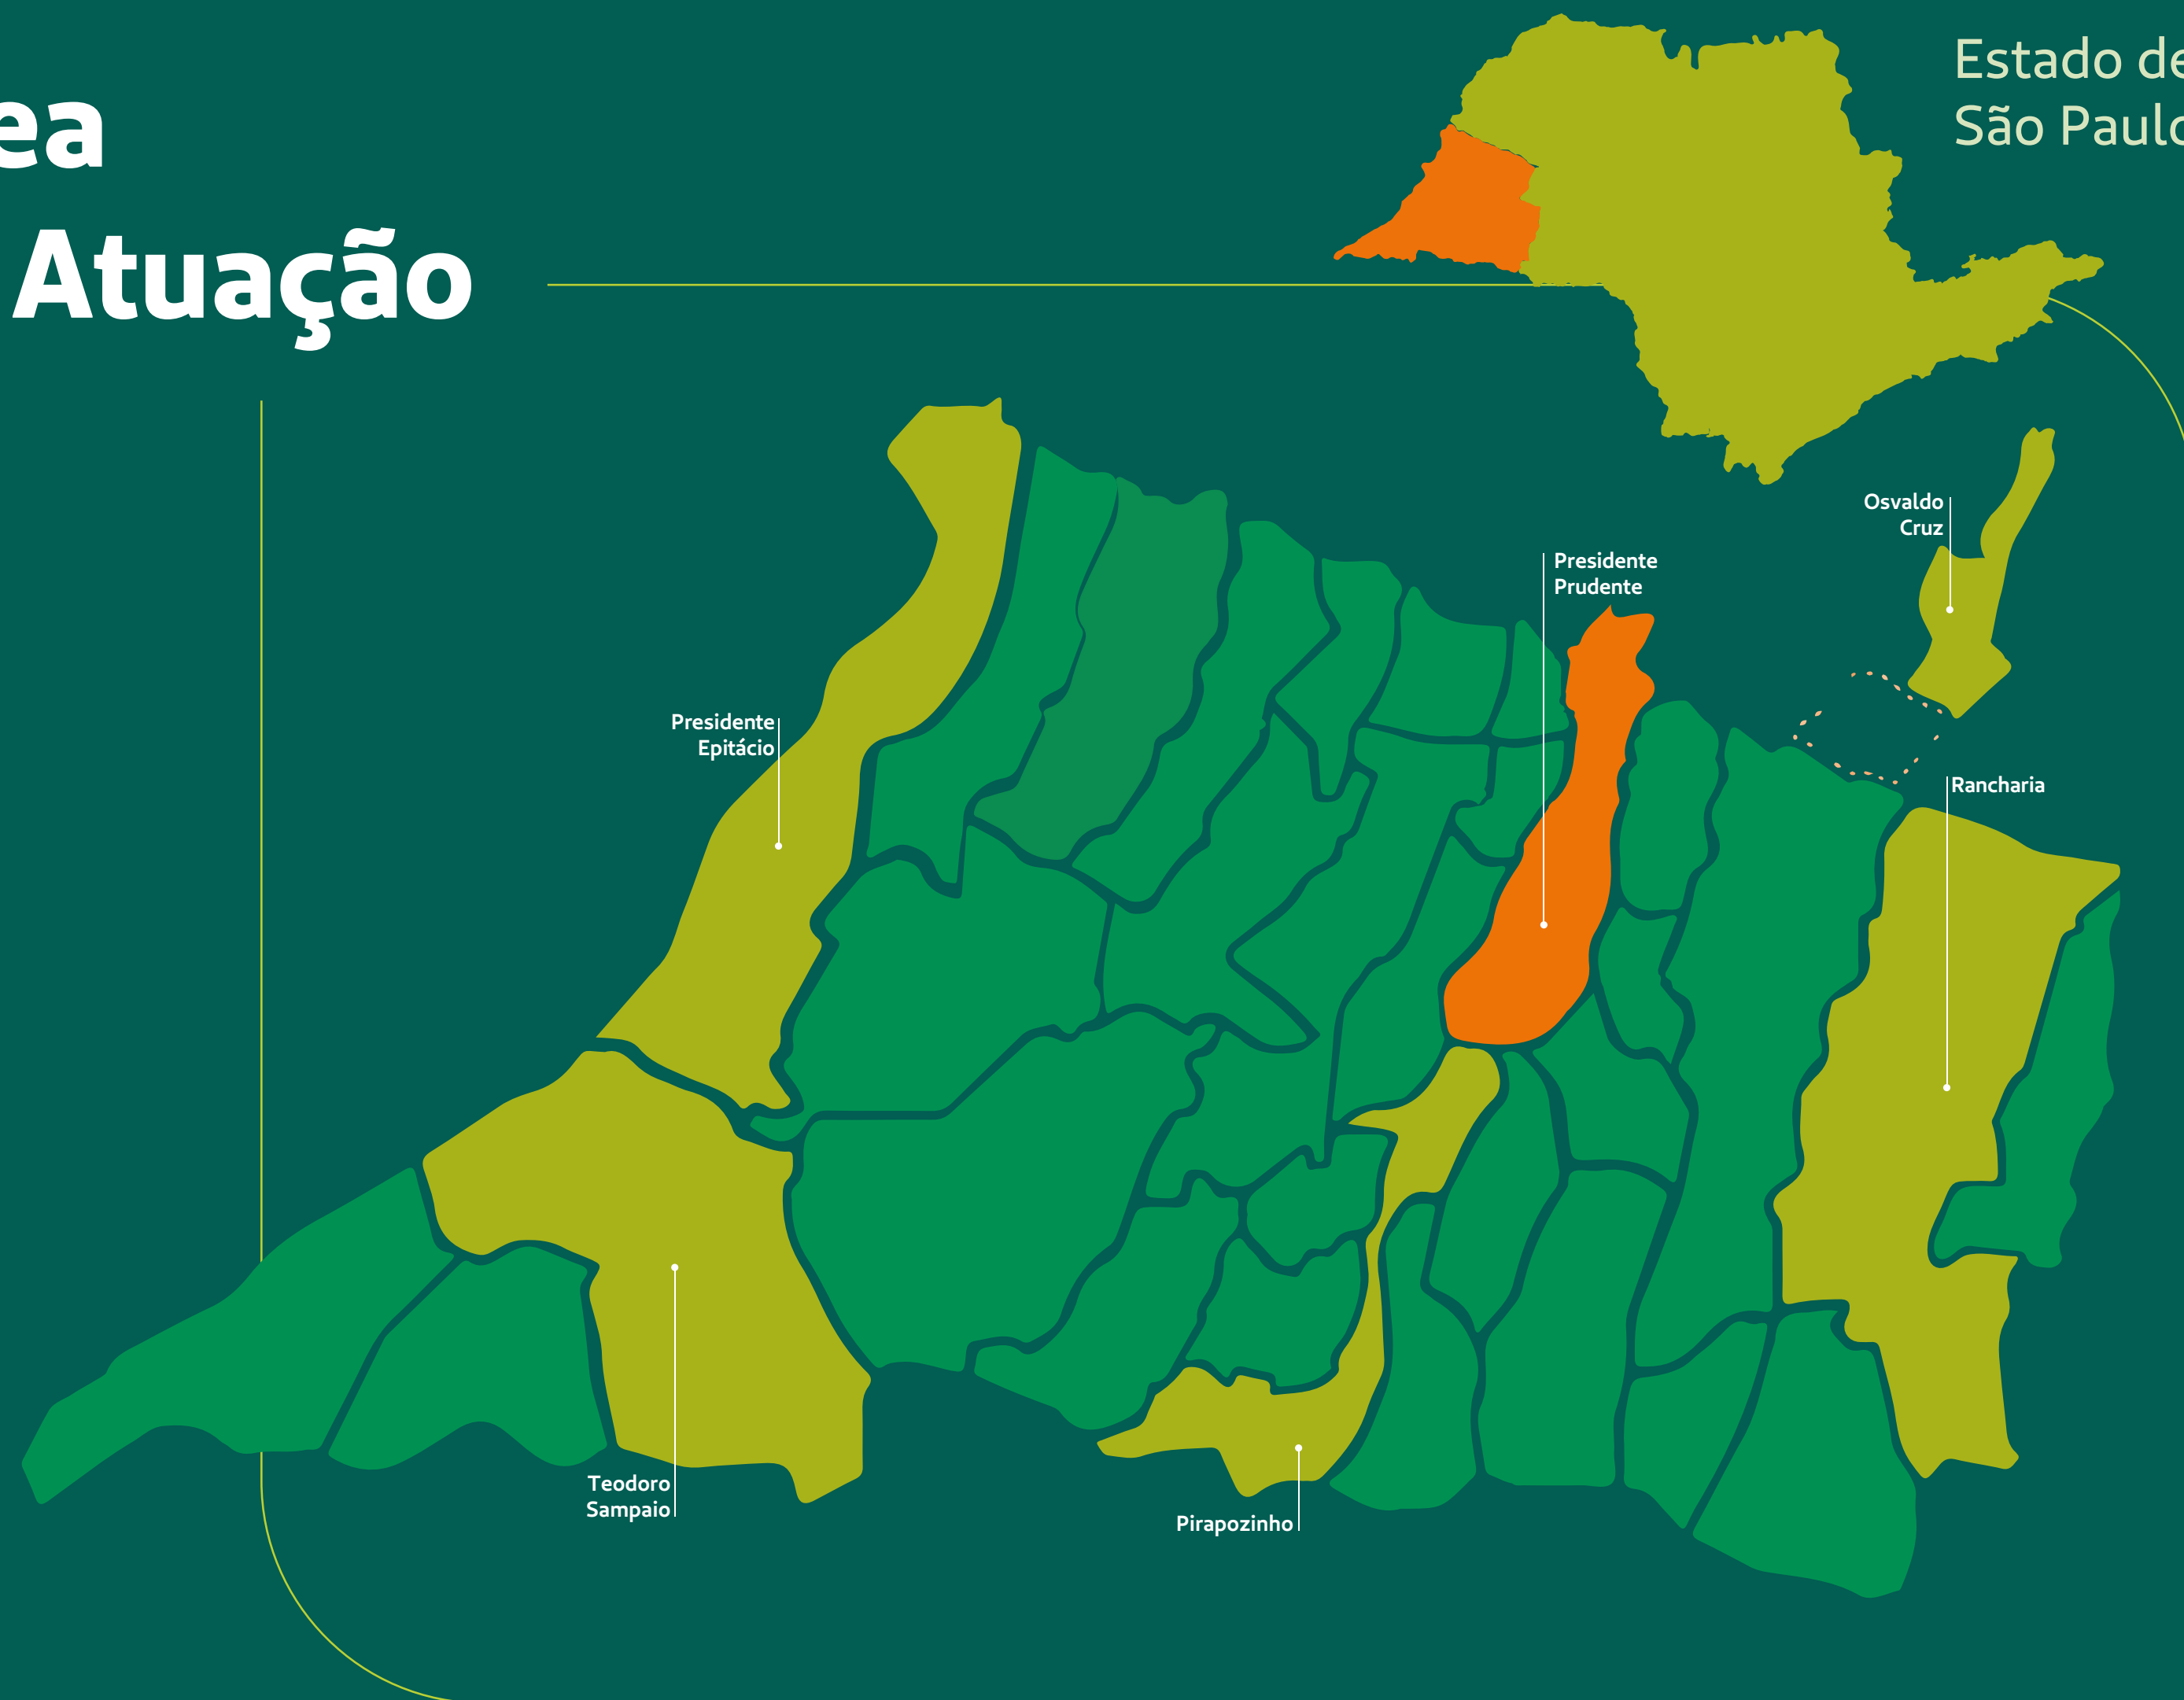 ea
Atuação
Estado de
São Paulo
Osvaldo
Cruz
Presidente
Prudente
Presidente
Epitácio
Rancharia
Teodoro
Sampaio
Pirapozinho